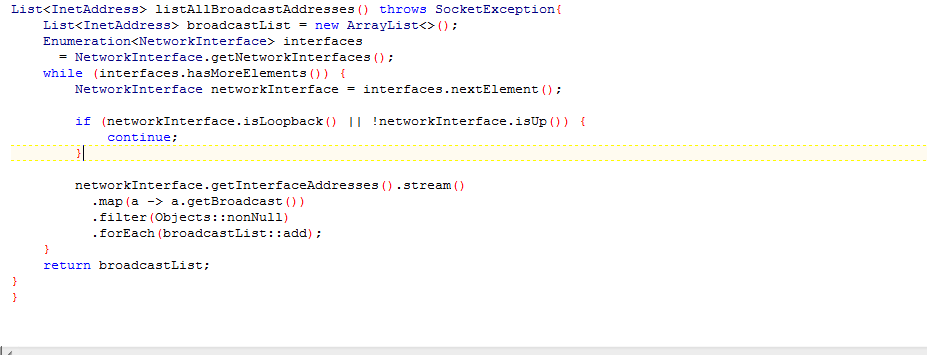 List<InetAddress> listAllBroadcastAddresses() throws SocketException{
    List<InetAddress> broadcastList = new ArrayList<>();
    Enumeration<NetworkInterface> interfaces
      = NetworkInterface.getNetworkInterfaces();
    while (interfaces.hasMoreElements()) {
        NetworkInterface networkInterface = interfaces.nextElement();

        if (networkInterface.isLoopback() || !networkInterface.isUp()) {
            continue;
        }

        networkInterface.getInterfaceAddresses().stream()
          .map(a -> a.getBroadcast())
          .filter(Objects::nonNull)
          .forEach(broadcastList::add);
    }
    return broadcastList;
}
}